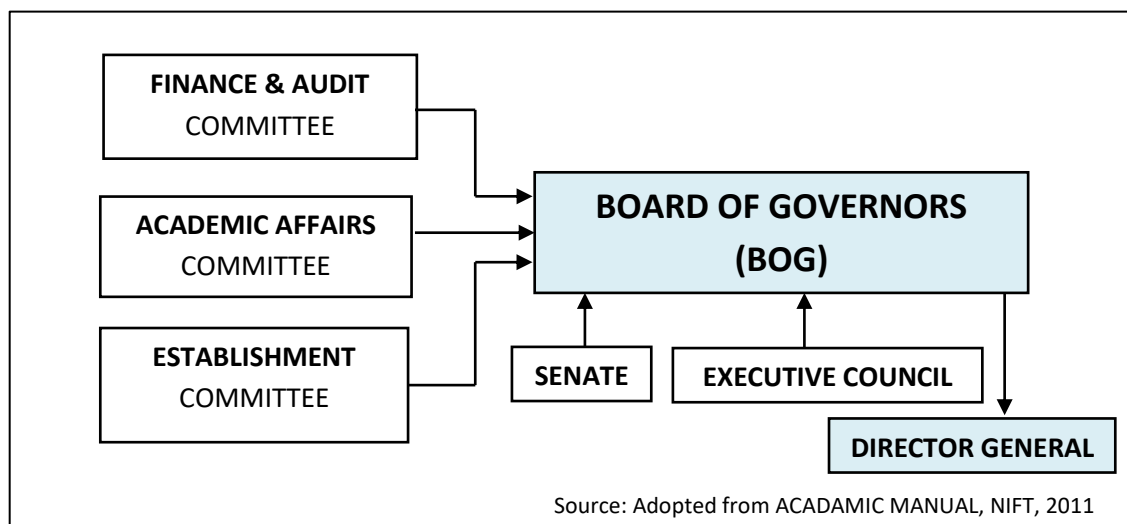 FINANCE & AUDIT
COMMITTEE
ACADEMIC AFFAIRS
COMMITTEE
ESTABLISHMENT
COMMITTEE
BOARD OF GOVERNORS
(BOG)
SENATE
EXECUTIVE COUNCIL
DIRECTOR GENERAL
Source: Adopted from ACADAMIC MANUAL, NIFT, 2011